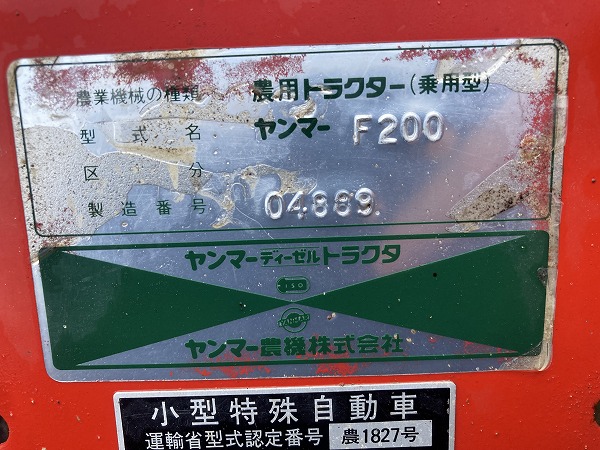 農業機械の種類 農用トラクター(乗用型)
型式名 ヤンマー F200
区分
製造番号 04889
ヤンマーディーゼルトラクタ
ISO
YANMAR
ヤンマー農機株式会社
小型特殊自動車
運輸省型式認定番号 農1827号